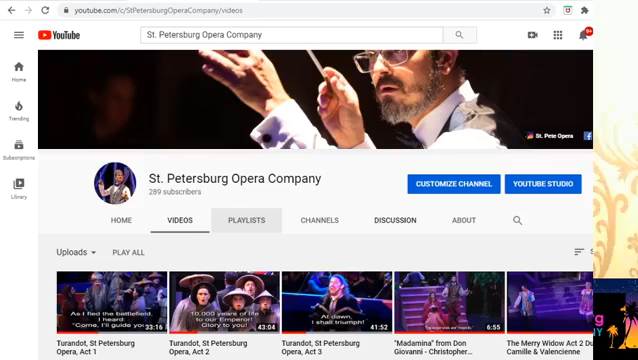 youtube.com/c/StPetersburgOperaCompany/videos
YouTube
St. Petersburg Opera Company
9+
Home
Trending
Subscriptions
Library
St. Pete Opera
St. Petersburg Opera Company
289 subscribers
CUSTOMIZE CHANNEL
YOUTUBE STUDIO
HOME
VIDEOS
PLAYLISTS
CHANNELS
DISCUSSION
ABOUT
Uploads
PLAY ALL
As I fled the battlefield,
I heard:
"Come, I'll guide you
33:16
10,000 years of life
to our Emperor!
Glory to you!
43:04
At dawn,
I shall triumph!
41:52
6:55
Turandot, St Petersburg
Opera, Act 1
Turandot, St Petersburg
Opera, Act 2
Turandot, St Petersburg
Opera, Act 3
"Madamina" from Don
Giovanni - Christopher...
The Merry Widow Act 2 Du
Camille & Valencienne